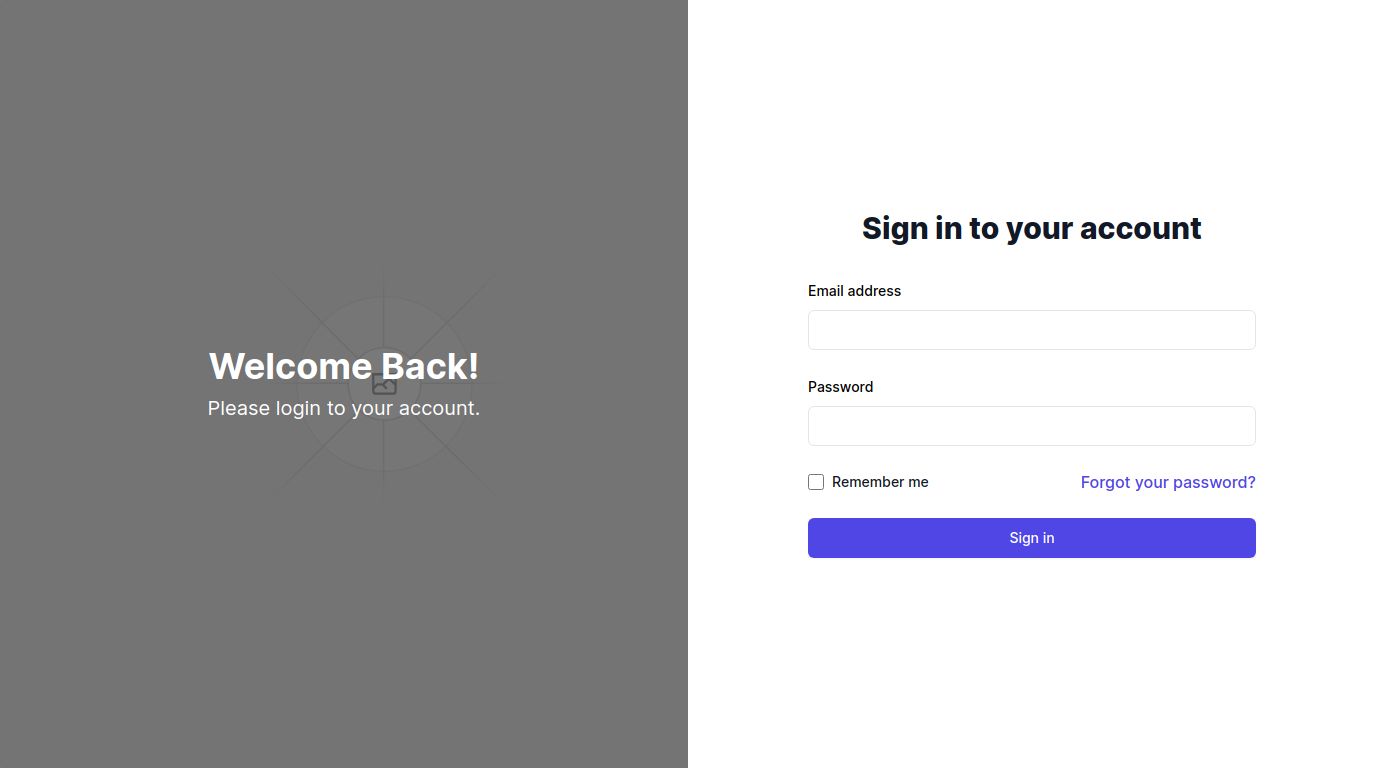 Welcome Back!
Please login to your account.
Sign in to your account
Email address
Password
Remember me
Forgot your password?
Sign in